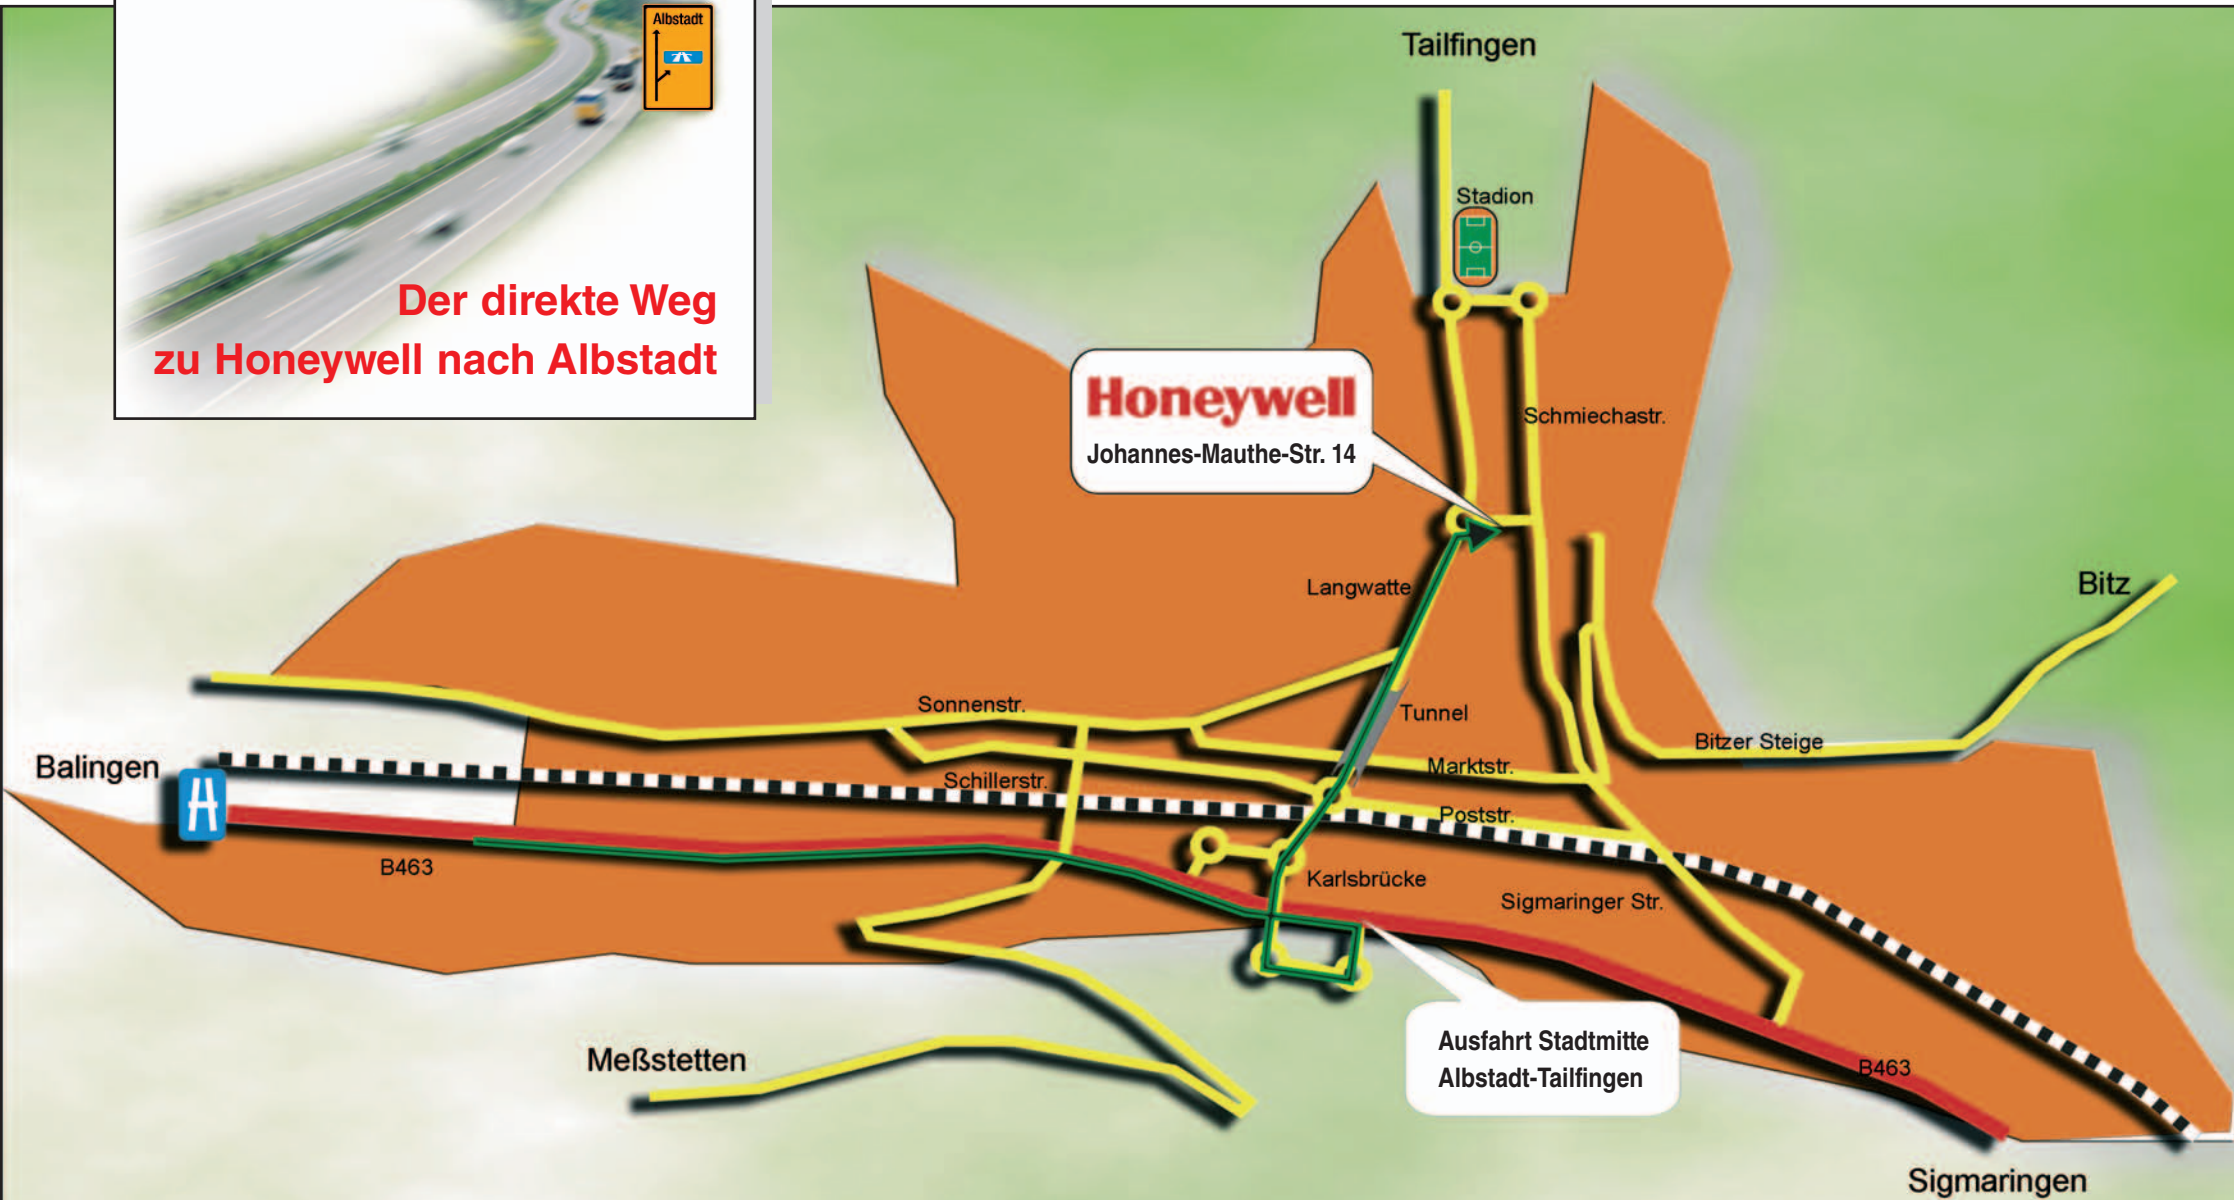 Albstadt
Der direkte Weg
zu Honeywell nach Albstadt
Tailfingen
Stadion
Honeywell
Johannes-Mauthe-Str. 14
Schmiechastr.
Langwatte
Bitz
Sonnenstr.
Tunnel
Bitzer Steige
Balingen
Marktstr.
Schillerstr.
Poststr.
B463
Karlsbrücke
Sigmaringer Str.
Ausfahrt Stadtmitte
Albstadt-Tailfingen
Meßstetten
B463
Sigmaringen